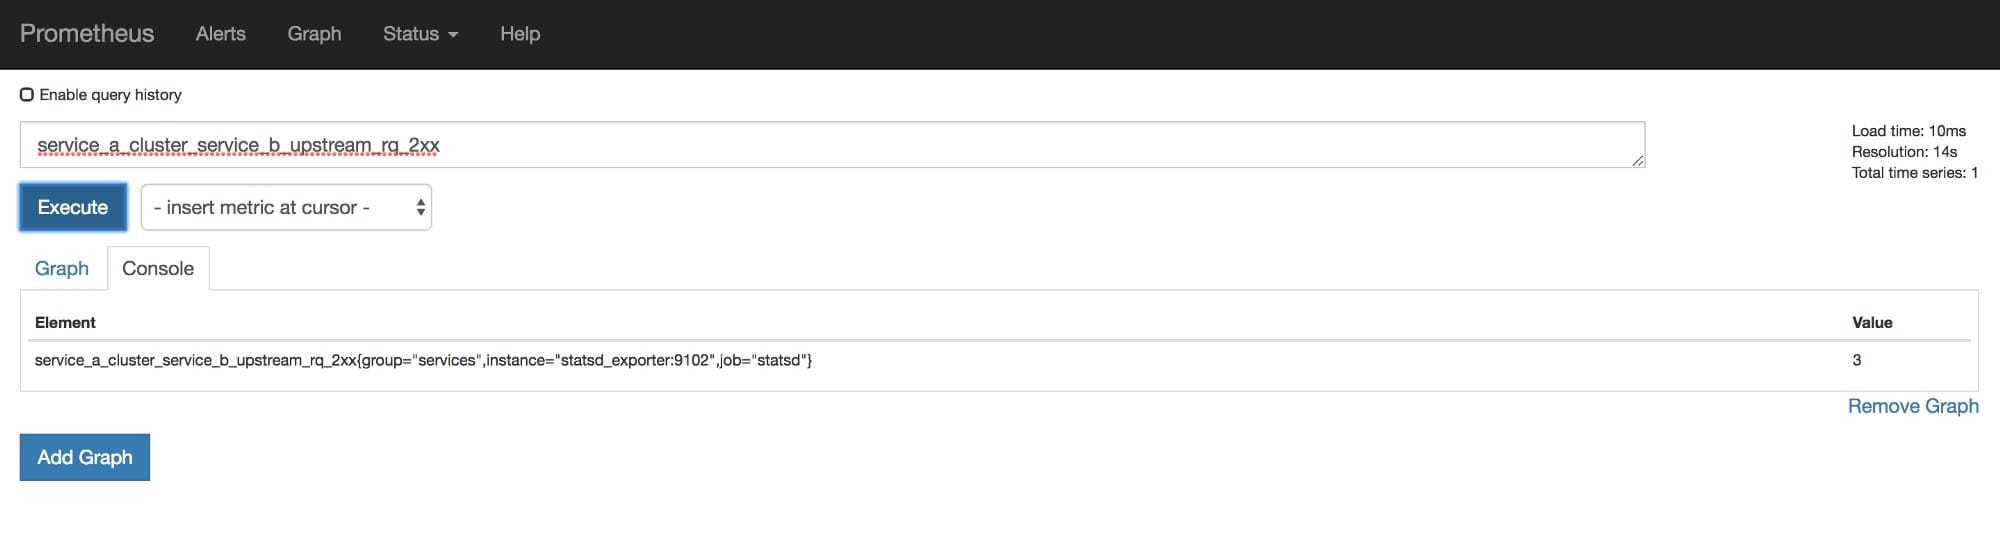 Prometheus Alerts Graph Status Help
Enable query history
service_a_cluster_service_b_upstream_rq_2xx
Load time: 10ms
Resolution: 14s
Total time series: 1
Execute - insert metric at cursor -
Graph Console
Element Value
service_a_cluster_service_b_upstream_rq_2xx{group="services",instance="statsd_exporter:9102",job="statsd"} 3
Remove Graph
Add Graph